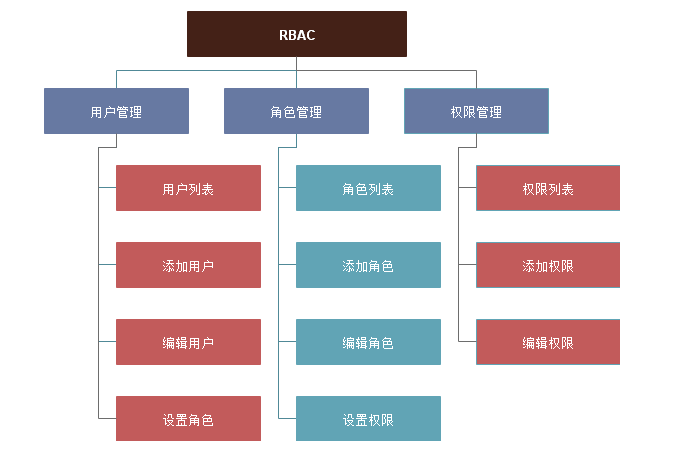 RBAC
用户管理
角色管理
权限管理
用户列表
角色列表
权限列表
添加用户
添加角色
添加权限
编辑用户
编辑角色
编辑权限
设置角色
设置权限